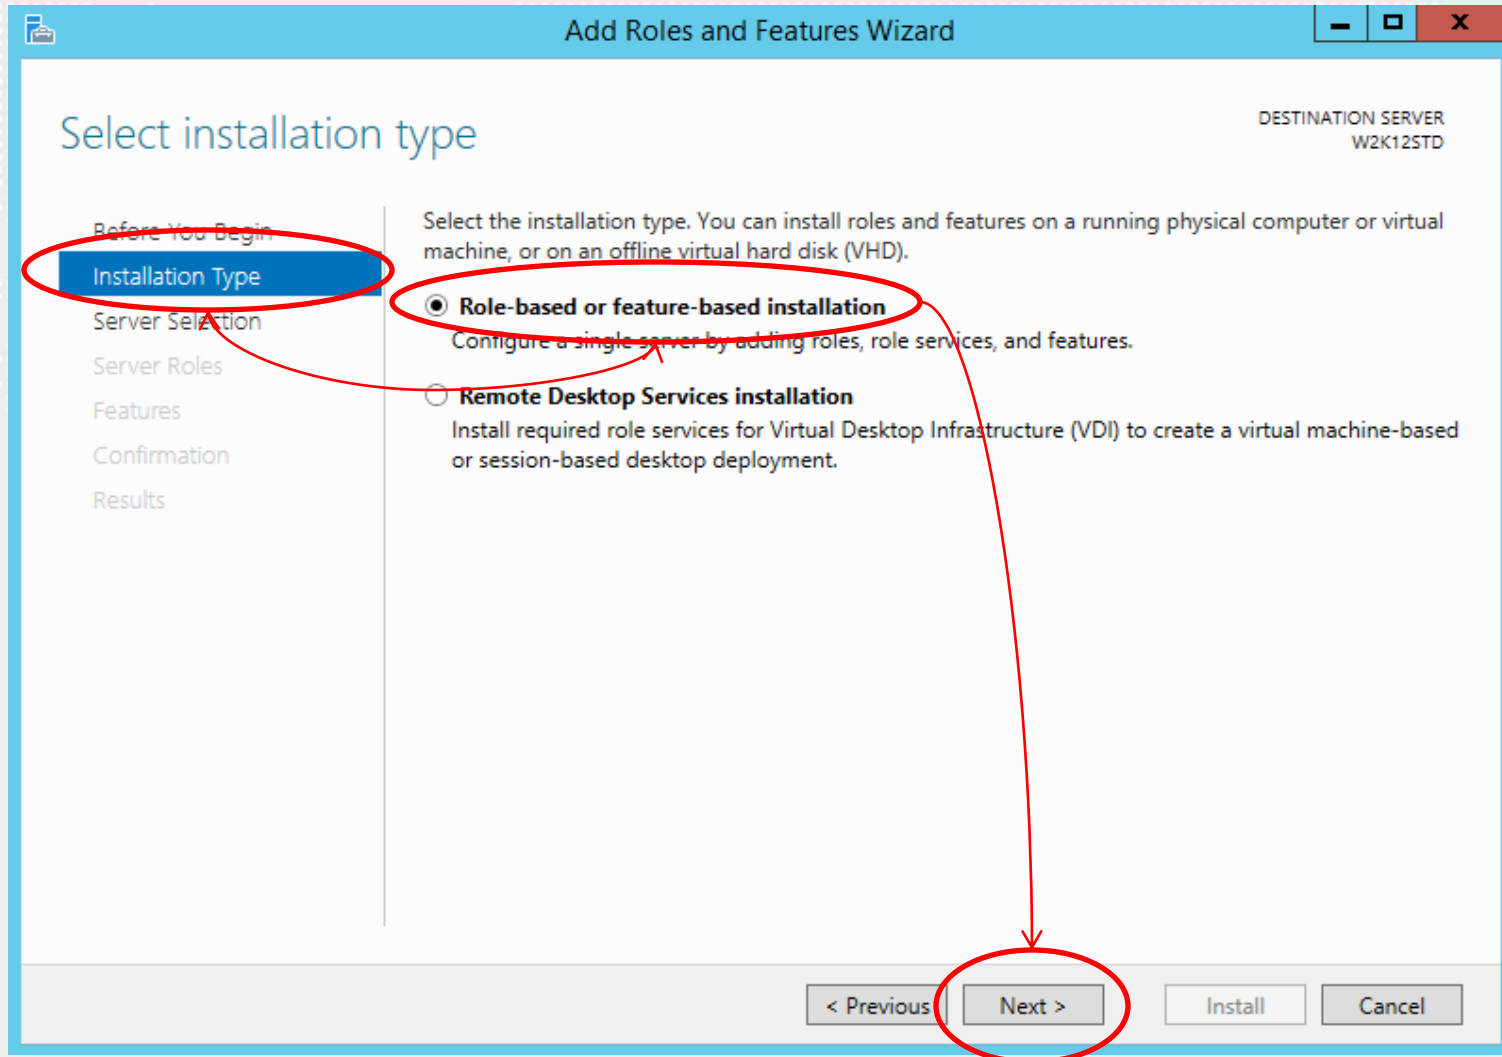 Add Roles and Features Wizard
Select installation type
DESTINATION SERVER
W2K12STD
Before You Begin
Installation Type
Server Selection
Server Roles
Features
Confirmation
Results
Select the installation type. You can install roles and features on a running physical computer or virtual
machine, or on an offline virtual hard disk (VHD).
Role-based or feature-based installation
Configure a single server by adding roles, role services, and features.
Remote Desktop Services installation
Install required role services for Virtual Desktop Infrastructure (VDI) to create a virtual machine-based
or session-based desktop deployment.
< Previous
Next >
Install
Cancel